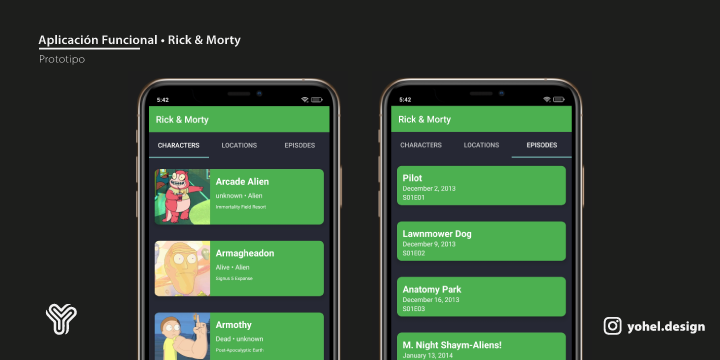 Aplicación Funcional • Rick & Morty
Prototipo
5:42
Rick & Morty
CHARACTERS LOCATIONS EPISODES
Arcade Alien
unknown • Alien
Immortality Field Resort
Armagheadon
Alive • Alien
Signus 5 Expanse
Armothy
Dead • unknown
Post-Apocalyptic Earth
5:42
Rick & Morty
CHARACTERS LOCATIONS EPISODES
Pilot
December 2, 2013
S01E01
Lawnmower Dog
December 9, 2013
S01E02
Anatomy Park
December 16, 2013
S01E03
M. Night Shaym-Aliens!
January 13, 2014
yohel.design